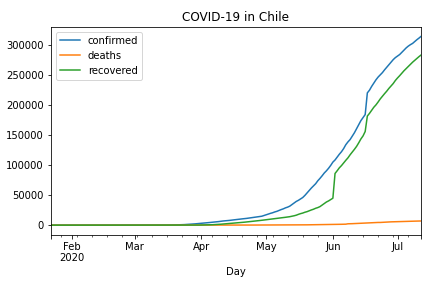 COVID-19 in Chile
confirmed
deaths
recovered
300000
250000
200000
150000
100000
50000
0
Feb Mar Apr May Jun Jul
2020
Day